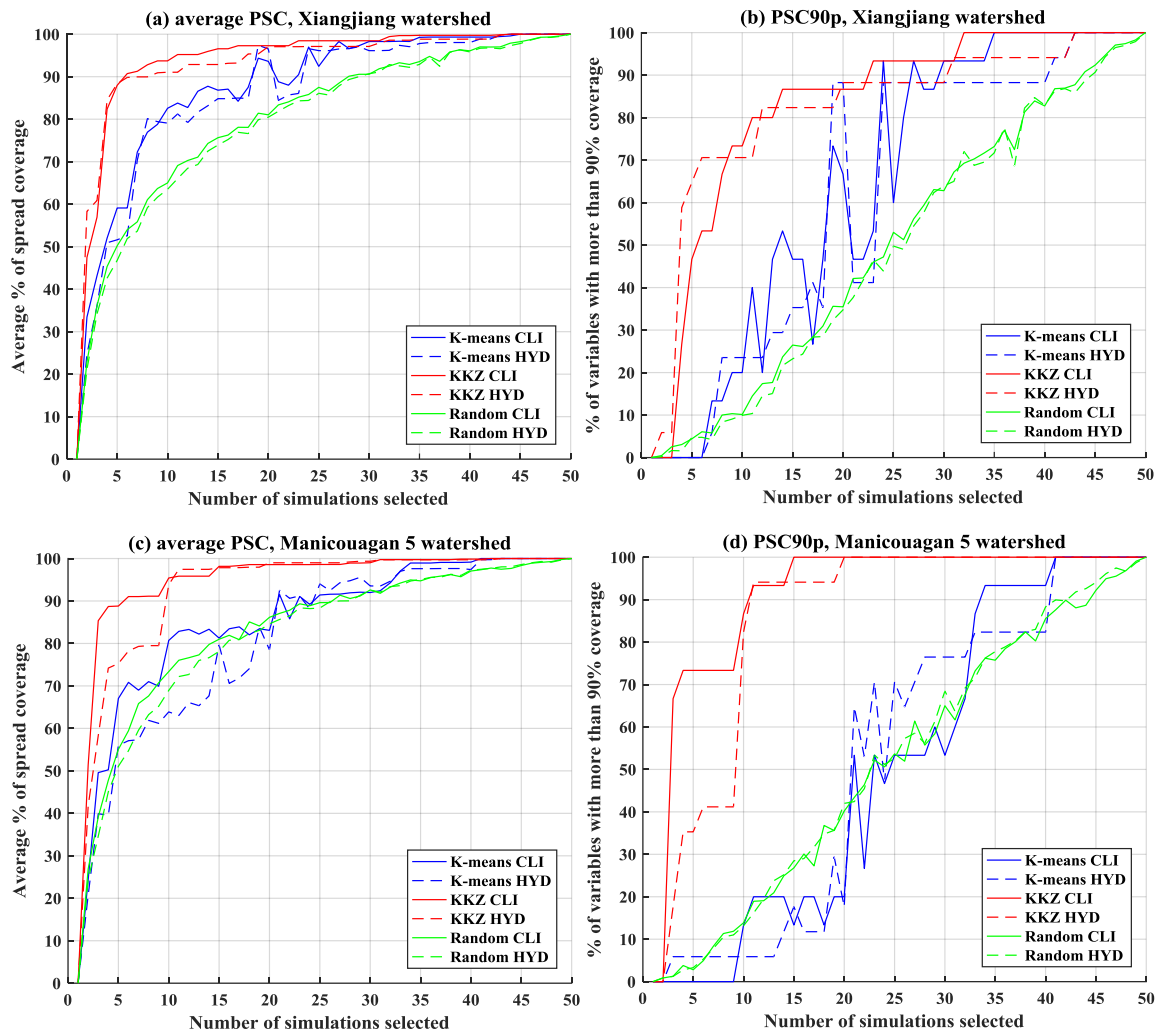 (a) average PSC, Xiangjiang watershed
Average % of spread coverage
100
90
80
70
60
50
40
30
20
10
0
0 5 10 15 20 25 30 35 40 45 50
Number of simulations selected
K-means CLI
K-means HYD
KKZ CLI
KKZ HYD
Random CLI
Random HYD
(b) PSC90p, Xiangjiang watershed
% of variables with more than 90% coverage
100
90
80
70
60
50
40
30
20
10
0
0 5 10 15 20 25 30 35 40 45 50
Number of simulations selected
K-means CLI
K-means HYD
KKZ CLI
KKZ HYD
Random CLI
Random HYD
(c) average PSC, Manicouagan 5 watershed
Average % of spread coverage
100
90
80
70
60
50
40
30
20
10
0
0 5 10 15 20 25 30 35 40 45 50
Number of simulations selected
K-means CLI
K-means HYD
KKZ CLI
KKZ HYD
Random CLI
Random HYD
(d) PSC90p, Manicouagan 5 watershed
% of variables with more than 90% coverage
100
90
80
70
60
50
40
30
20
10
0
0 5 10 15 20 25 30 35 40 45 50
Number of simulations selected
K-means CLI
K-means HYD
KKZ CLI
KKZ HYD
Random CLI
Random HYD